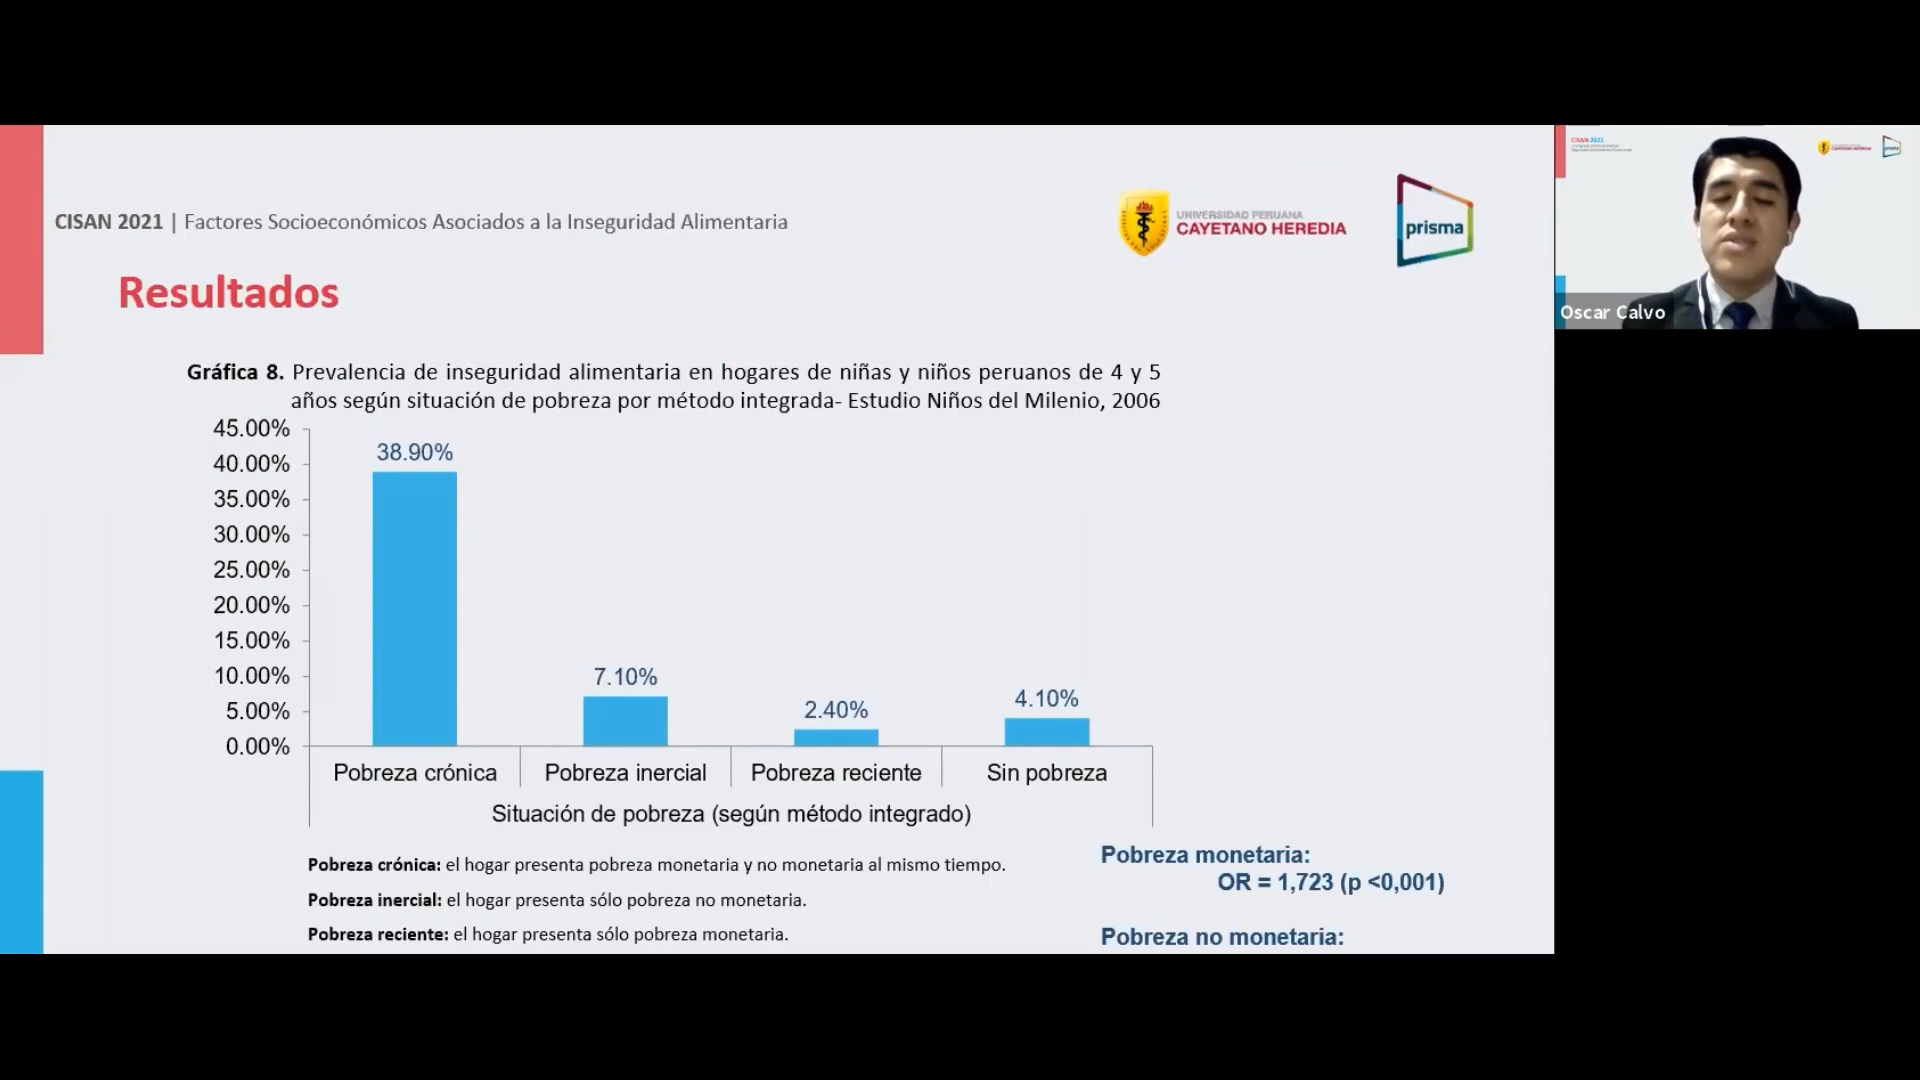 CISAN 2021 | Factores Socioeconómicos Asociados a la Inseguridad Alimentaria
UNIVERSIDAD PERUANA
CAYETANO HEREDIA
prisma
Resultados
Gráfica 8. Prevalencia de inseguridad alimentaria en hogares de niñas y niños peruanos de 4 y 5
años según situación de pobreza por método integrada- Estudio Niños del Milenio, 2006
45.00%
40.00%
35.00%
30.00%
25.00%
20.00%
15.00%
10.00%
5.00%
0.00%
38.90%
7.10%
2.40%
4.10%
Pobreza crónica
Pobreza inercial
Pobreza reciente
Sin pobreza
Situación de pobreza (según método integrado)
Pobreza crónica: el hogar presenta pobreza monetaria y no monetaria al mismo tiempo.
Pobreza inercial: el hogar presenta sólo pobreza no monetaria.
Pobreza reciente: el hogar presenta sólo pobreza monetaria.
Pobreza monetaria:
OR = 1,723 (p <0,001)
Pobreza no monetaria:
CISAN 2021
CAYETANO HEREDIA
prisma
Oscar Calvo